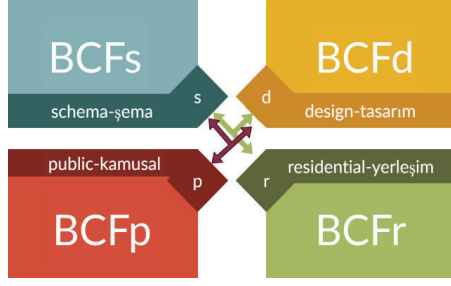 BCFs
s
schema-şema
BCFd
d
design-tasarım
public-kamusal
p
BCFp
residential-yerleşim
r
BCFr